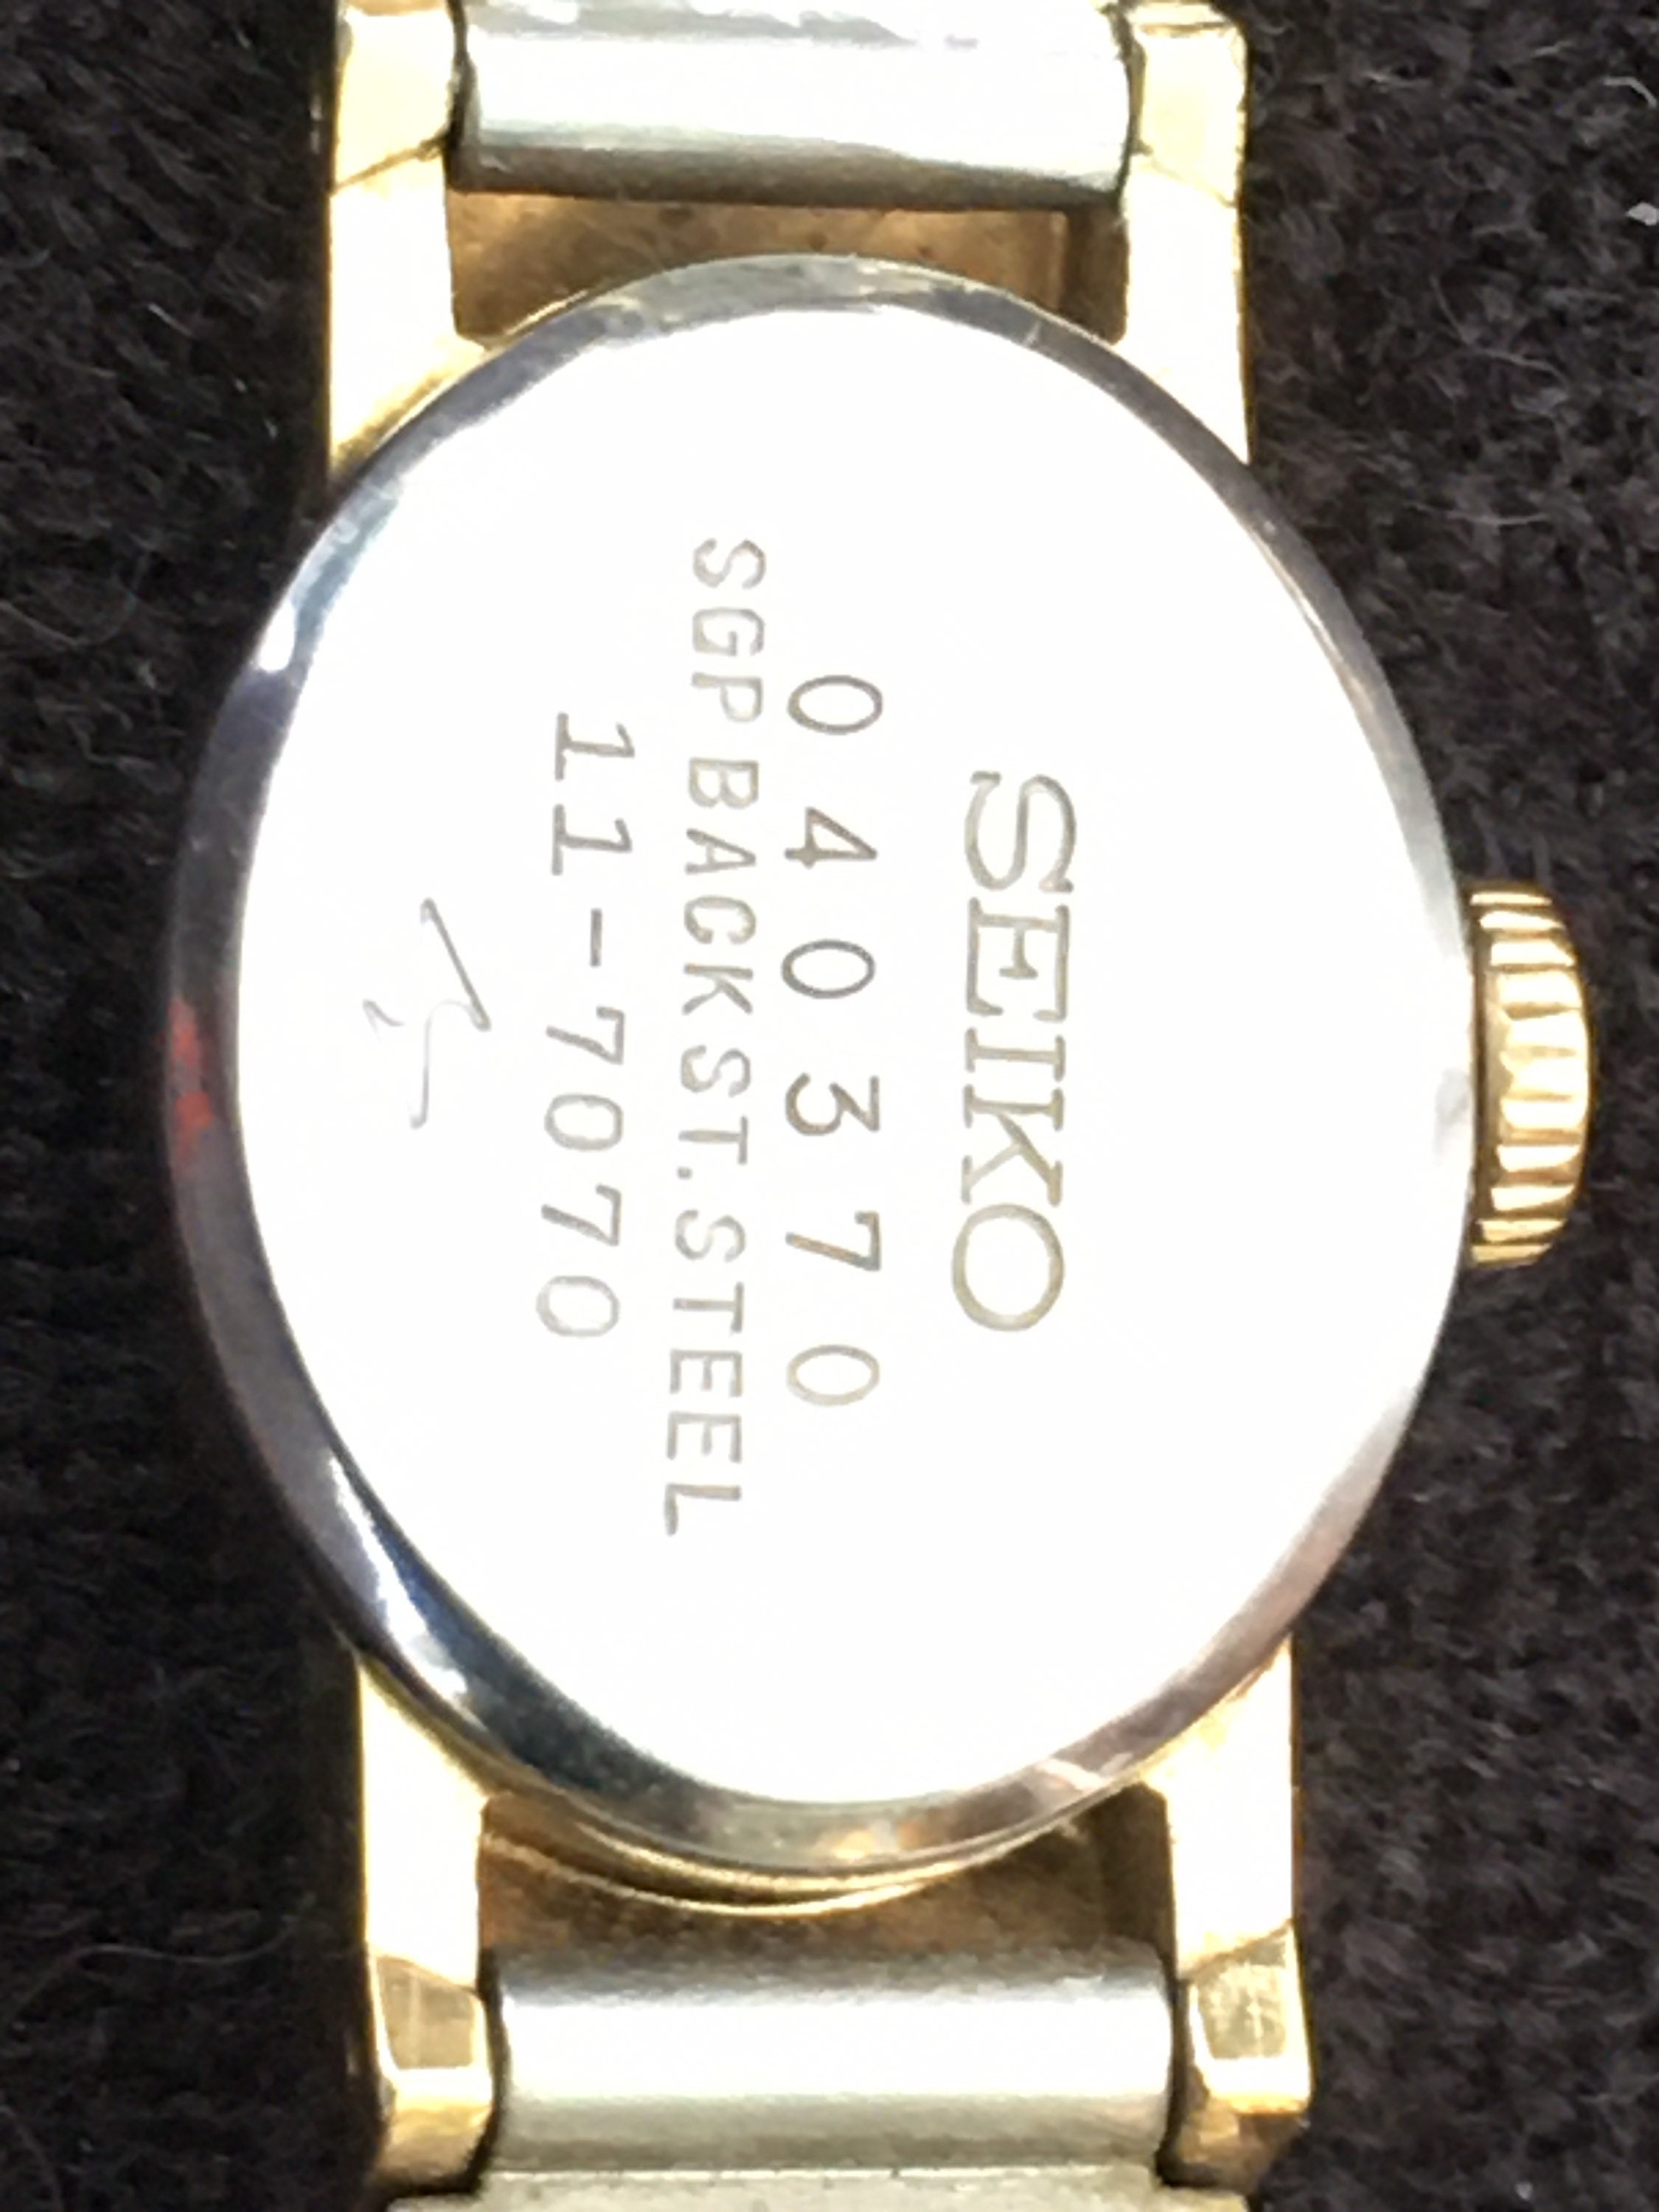 SEIKO
040370
SGP BACK ST.STEEL
11-7070